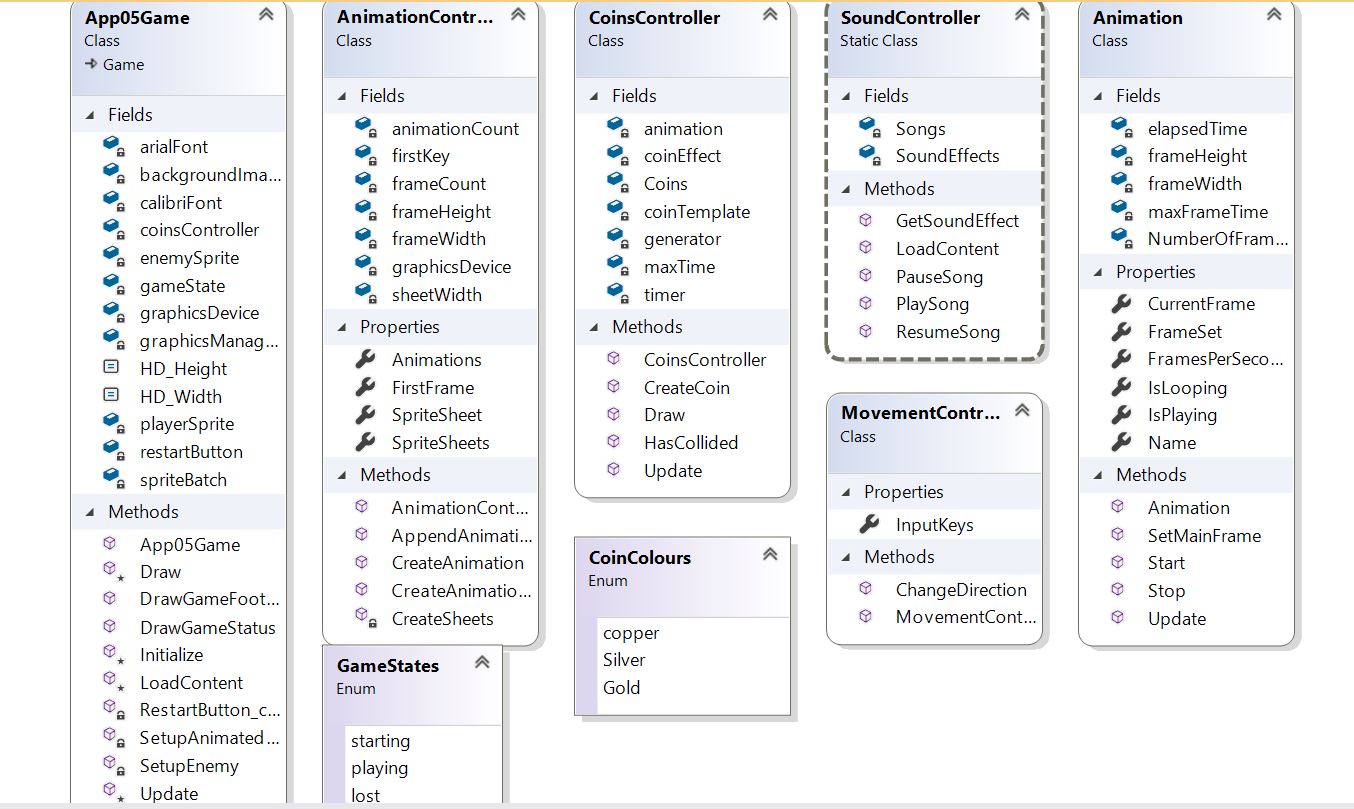 App05Game
Class
Game
Fields
arialFont
backgroundIma...
calibriFont
coinsController
enemySprite
gameState
graphicsDevice
graphicsManag...
HD_Height
HD_Width
playerSprite
restartButton
spriteBatch
Methods
App05Game
Draw
DrawGameFoot...
DrawGameStatus
Initialize
LoadContent
RestartButton_c...
SetupAnimated...
SetupEnemy
Update
AnimationContr...
Class
Fields
animationCount
firstKey
frameCount
frameHeight
frameWidth
graphicsDevice
sheetWidth
Properties
Animations
FirstFrame
SpriteSheet
SpriteSheets
Methods
AnimationCont...
AppendAnimati...
CreateAnimation
CreateAnimatio...
CreateSheets
GameStates
Enum
starting
playing
lost
CoinsController
Class
Fields
animation
coinEffect
Coins
coinTemplate
generator
maxTime
timer
Methods
CoinsController
CreateCoin
Draw
HasCollided
Update
CoinColours
Enum
copper
Silver
Gold
SoundController
Static Class
Fields
Songs
SoundEffects
Methods
GetSoundEffect
LoadContent
PauseSong
PlaySong
ResumeSong
MovementContr...
Class
Properties
InputKeys
Methods
ChangeDirection
MovementCont...
Animation
Class
Fields
elapsedTime
frameHeight
frameWidth
maxFrameTime
NumberOfFram...
Properties
CurrentFrame
FrameSet
FramesPerSeco...
IsLooping
IsPlaying
Name
Methods
Animation
SetMainFrame
Start
Stop
Update